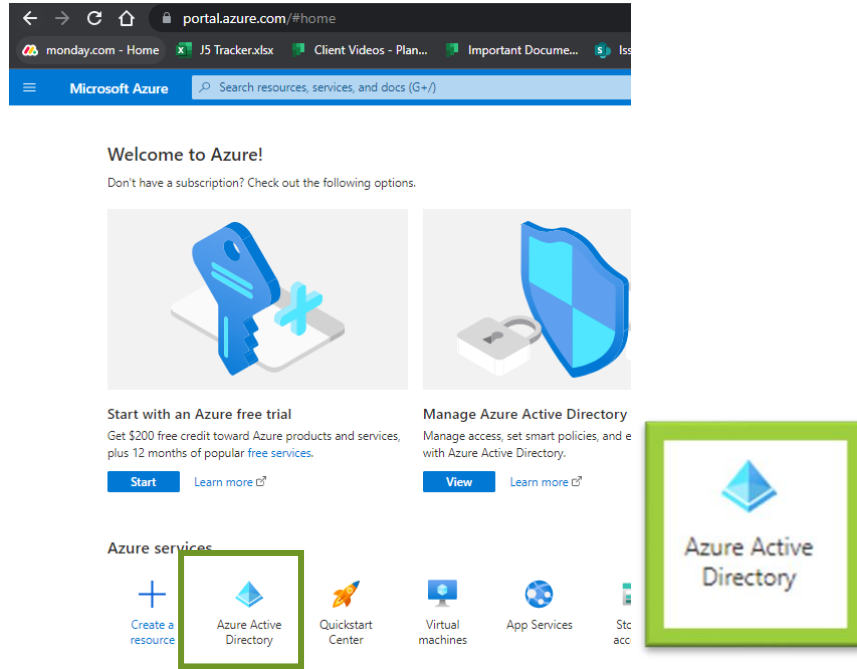 portal.azure.com/#home
monday.com - Home J5 Tracker.xlsx Client Videos - Plan... Important Docume... Iss
Microsoft Azure Search resources, services, and docs (G+/)
Welcome to Azure!
Don't have a subscription? Check out the following options.
Start with an Azure free trial
Get $200 free credit toward Azure products and services,
plus 12 months of popular free services.
Start Learn more
Manage Azure Active Directory
Manage access, set smart policies, and e
with Azure Active Directory.
View Learn more
Azure services
Create a
resource
Azure Active
Directory
Quickstart
Center
Virtual
machines
App Services
Sto
acc
Azure Active
Directory